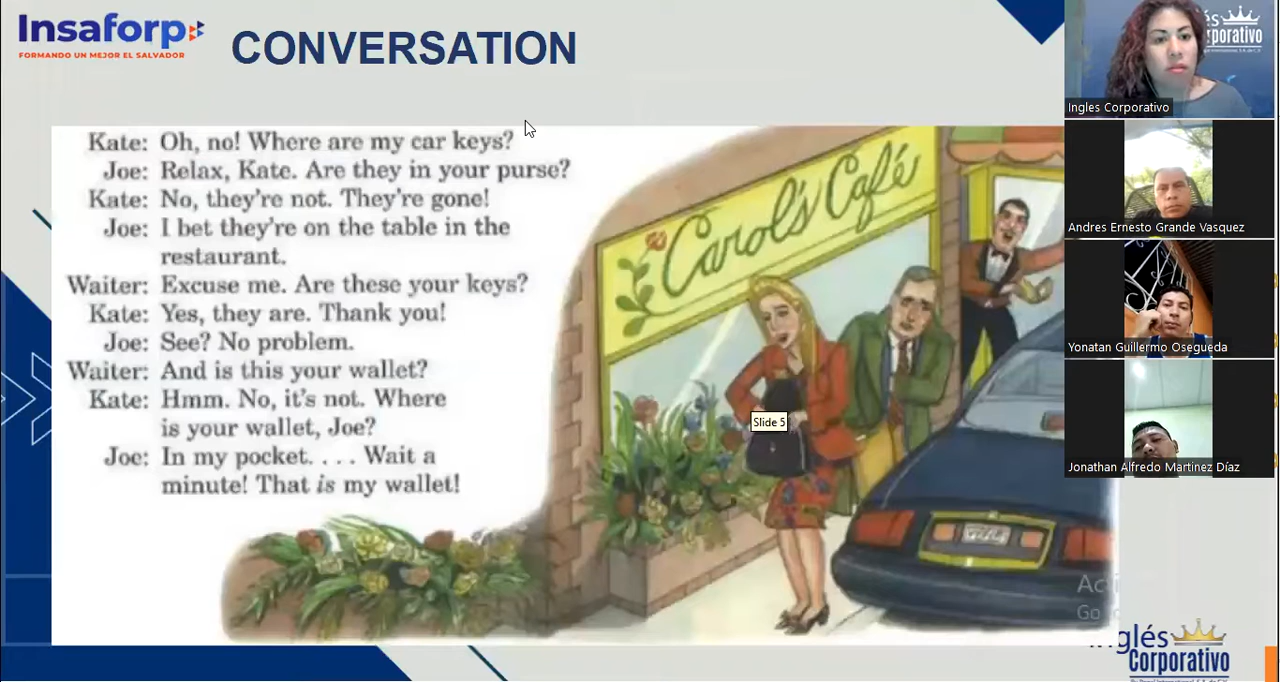 Insaforp
FORMANDO UN MEJOR EL SALVADOR
CONVERSATION
Kate: Oh, no! Where are my car keys?
Joe: Relax, Kate. Are they in your purse?
Kate: No, they're not. They're gone!
Joe: I bet they're on the table in the
restaurant.
Waiter: Excuse me. Are these your keys?
Kate: Yes, they are. Thank you!
Joe: See? No problem.
Waiter: And is this your wallet?
Kate: Hmm. No, it's not. Where
is your wallet, Joe?
Joe: In my pocket. . . . Wait a
minute! That is my wallet!
Carol's Café
Slide 5
Ingles Corporativo
Andres Ernesto Grande Vasquez
Yonatan Guillermo Osegueda
Jonathan Alfredo Martinez Díaz
Inglés
Corporativo